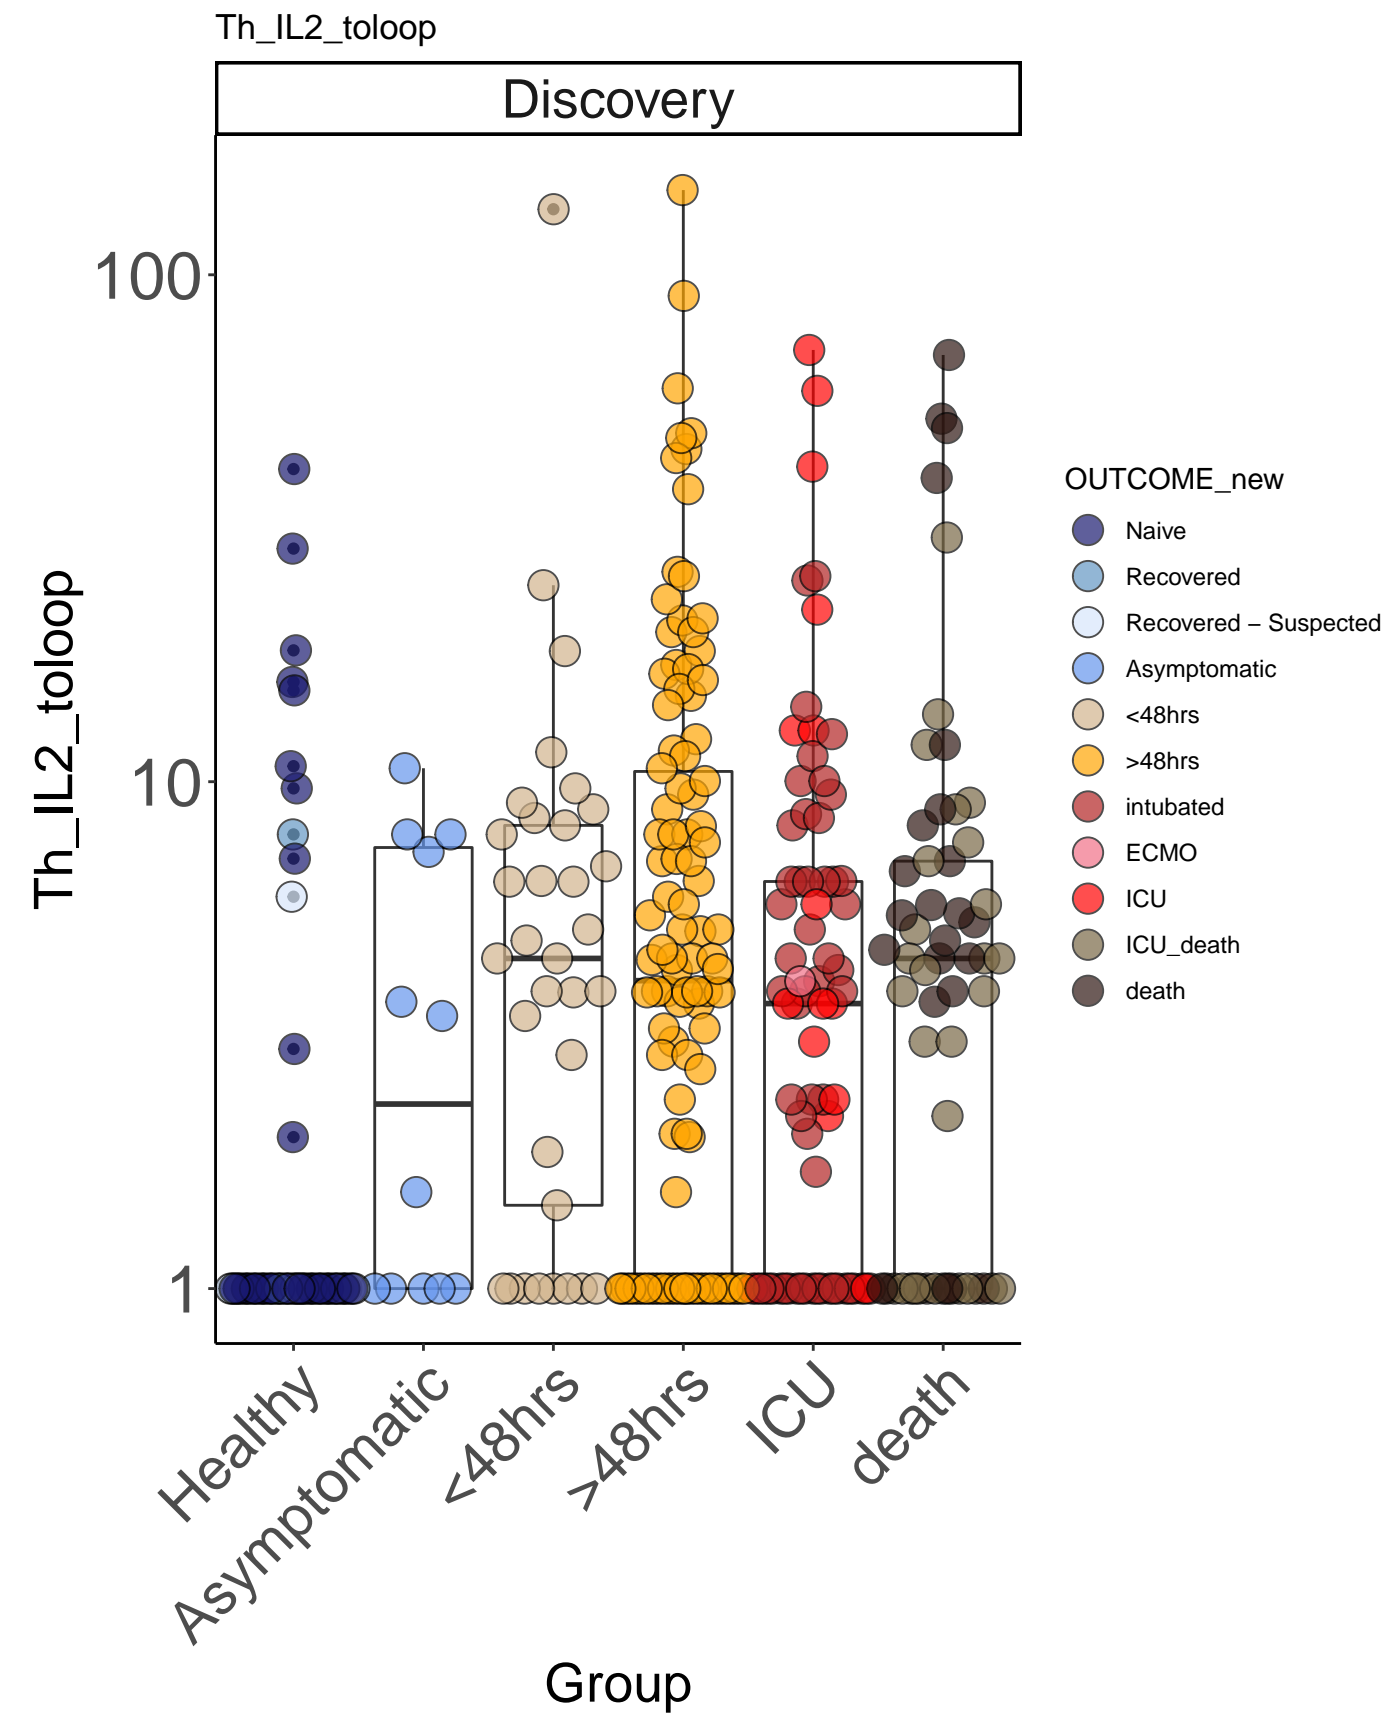 Th_IL2_toloop
Discovery
100
10
1
Th_IL2_toloop
Healthy
Asymptomatic
<48hrs
>48hrs
ICU
death
Group
OUTCOME_new
Naive
Recovered
Recovered – Suspected
Asymptomatic
<48hrs
>48hrs
intubated
ECMO
ICU
ICU_death
death